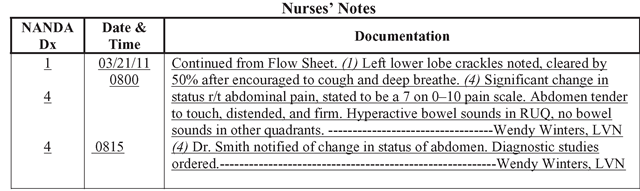 Nurses’ Notes
NANDA Dx Date & Time Documentation
1 03/21/11 Continued from Flow Sheet. (1) Left lower lobe crackles noted, cleared by
0800 50% after encouraged to cough and deep breathe. (4) Significant change in
4 status r/t abdominal pain, stated to be a 7 on 0–10 pain scale. Abdomen tender
to touch, distended, and firm. Hyperactive bowel sounds in RUQ, no bowel
sounds in other quadrants. ----------------------------------Wendy Winters, LVN
4 0815 (4) Dr. Smith notified of change in status of abdomen. Diagnostic studies
ordered.---------------------------------------------------------Wendy Winters, LVN